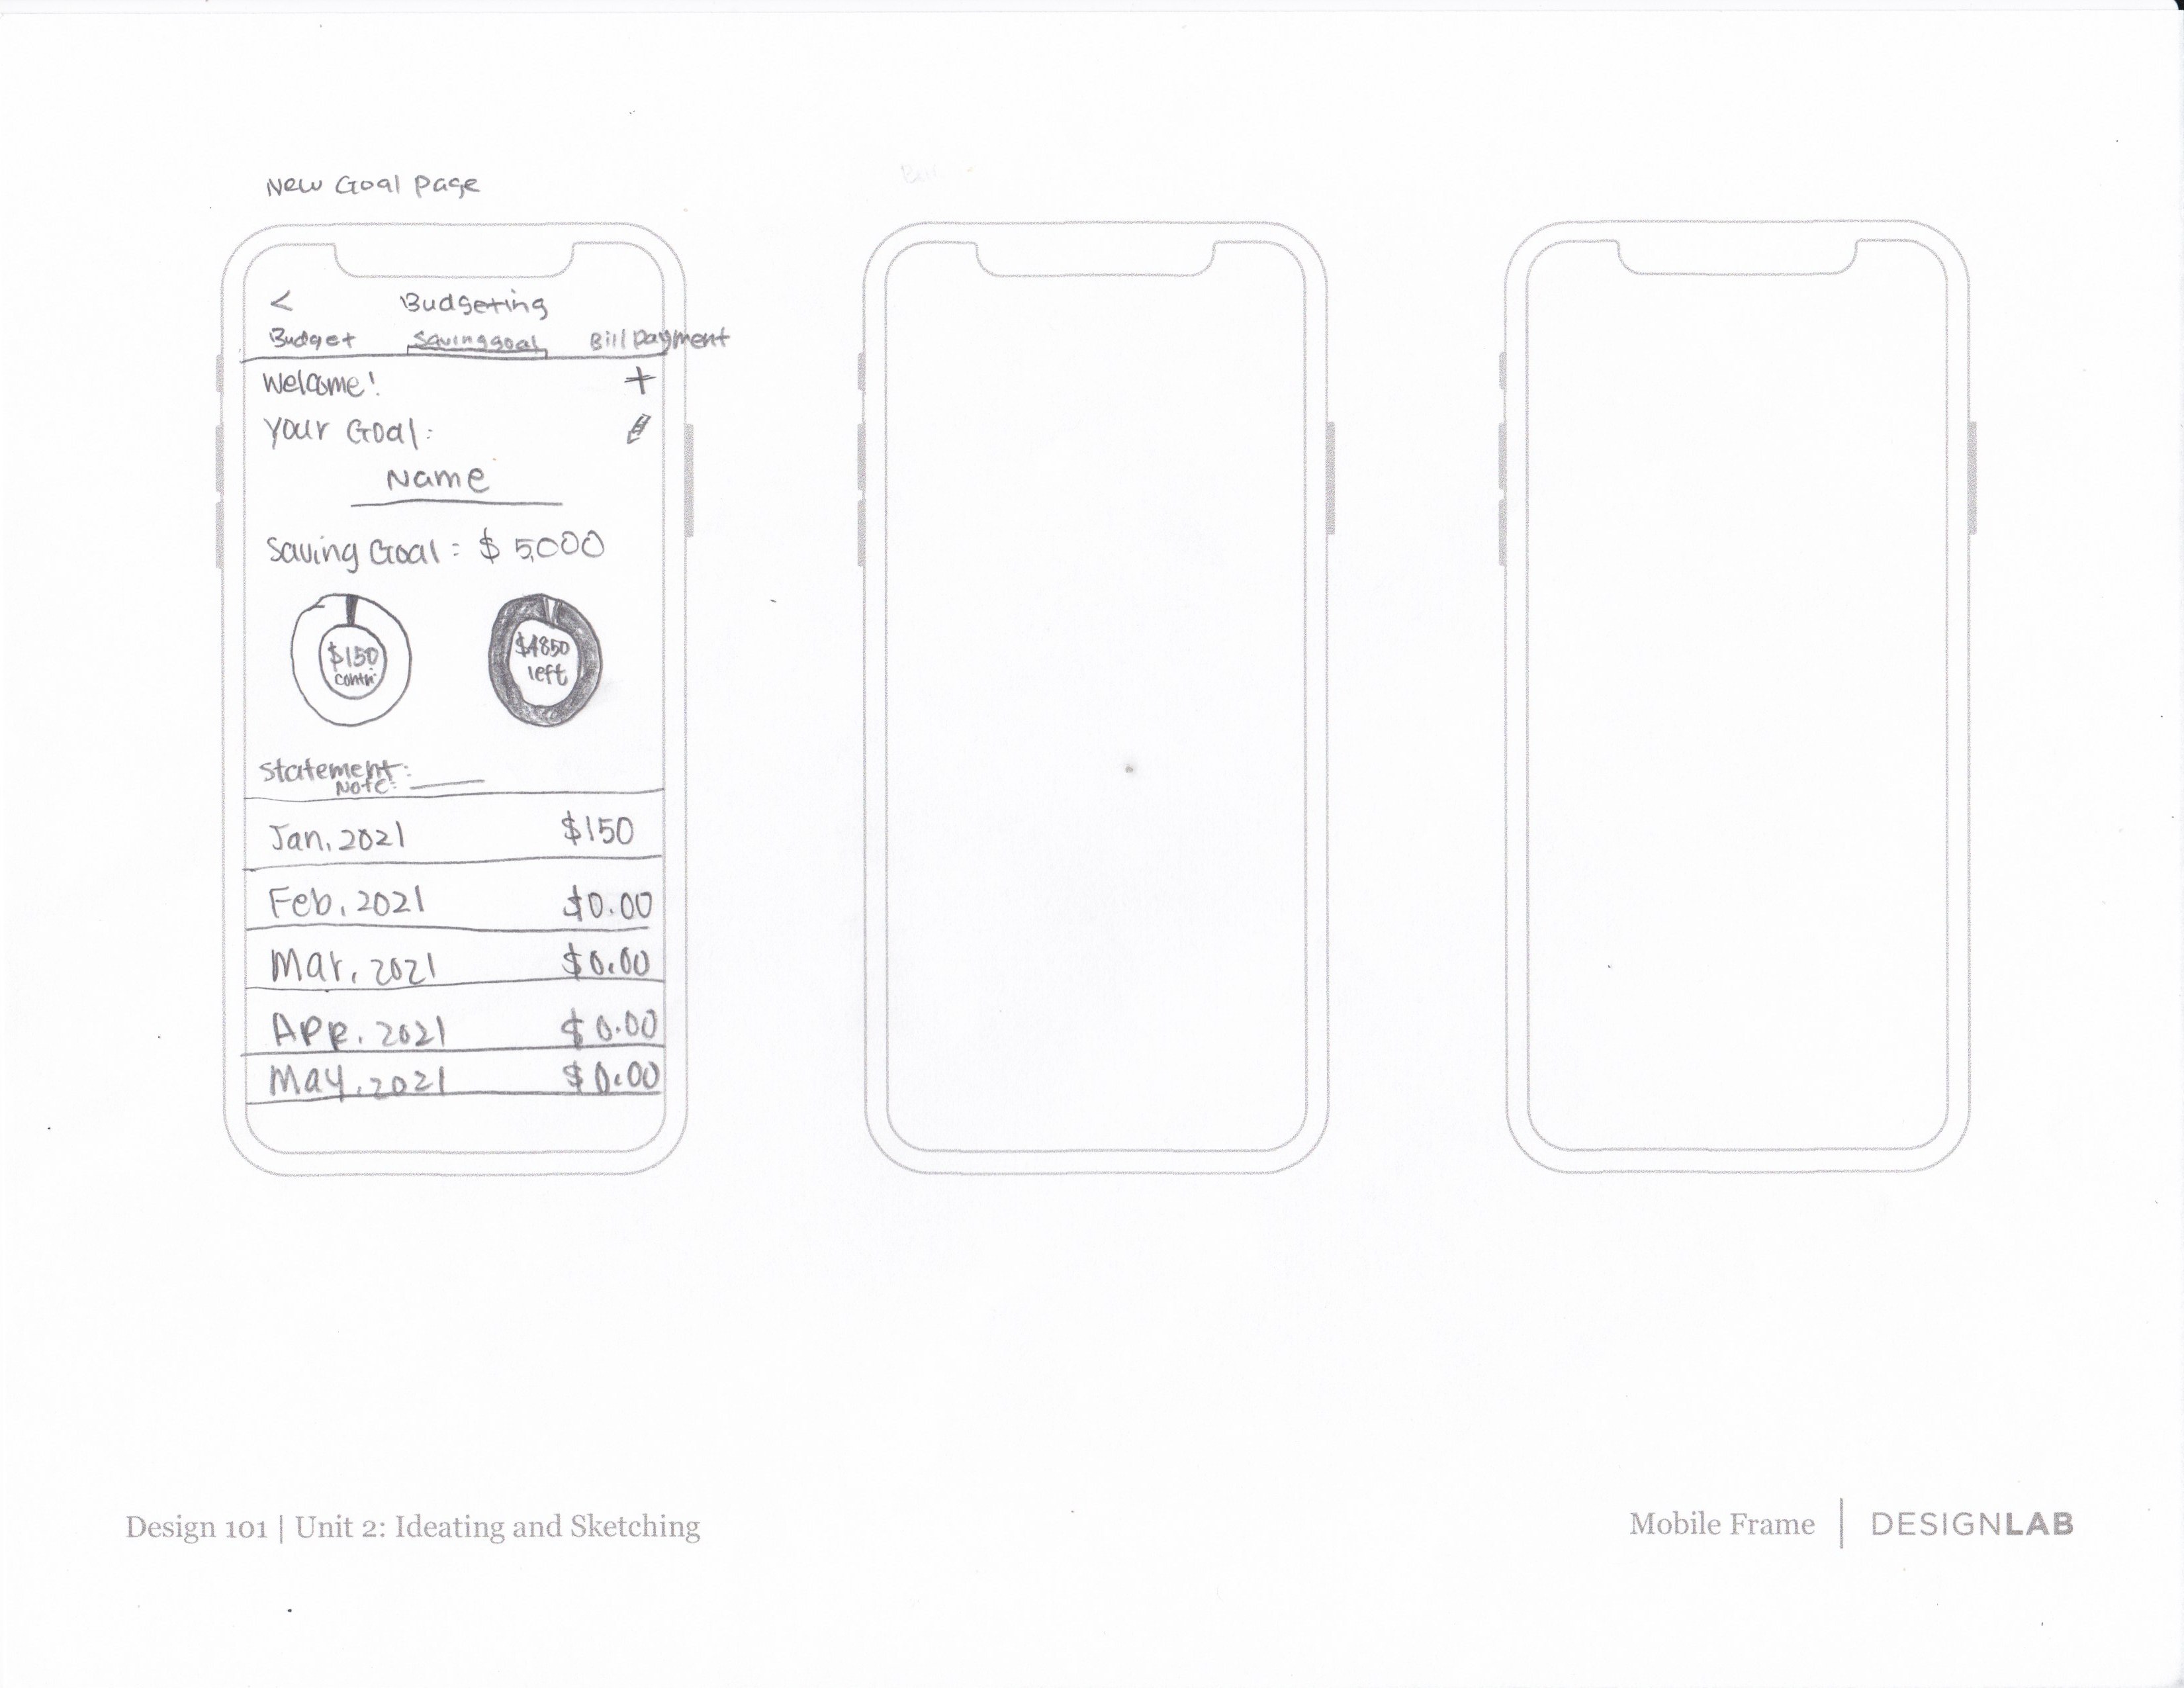 New Goal Page
< Budgeting
Budget Saving goal Bill Payment
Welcome! +
Your Goal:
Name
Saving Goal = $ 5,000
$150 contri
$4850 left
Statement:
Note:
Jan. 2021 $150
Feb. 2021 $0.00
Mar. 2021 $0.00
APR. 2021 $0.00
May. 2021 $0.00
Design 101 | Unit 2: Ideating and Sketching
Mobile Frame | DESIGNLAB